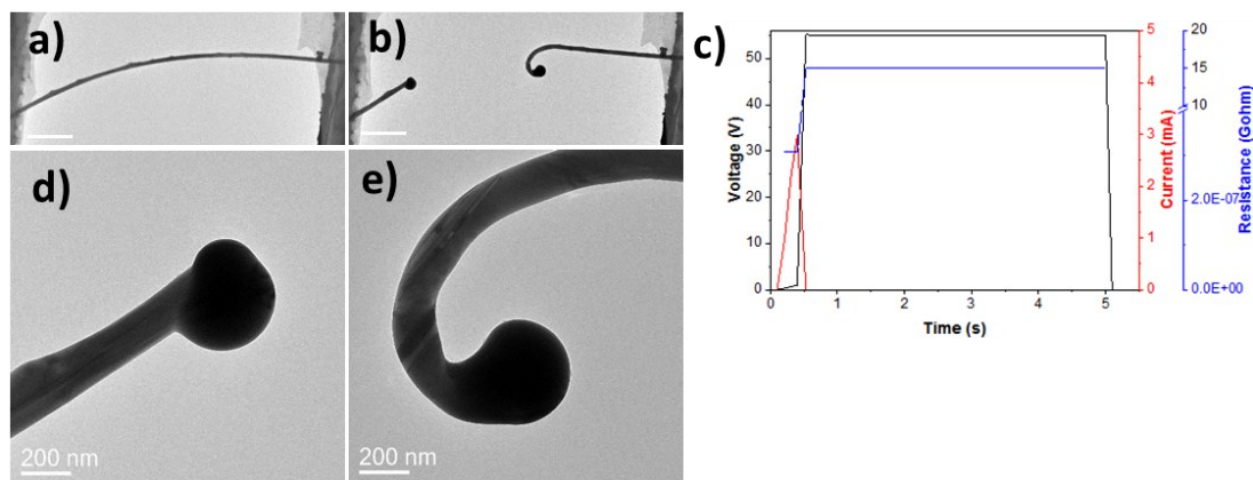 a)
b)
c)
d)
200 nm
e)
200 nm
Voltage (V)
50
40
30
20
10
0
0
1
2
3
4
5
Time (s)
5
4
3
2
1
0
Current (mA)
20
15
10
2.0E-07
0.0E+00
Resistance (Gohm)